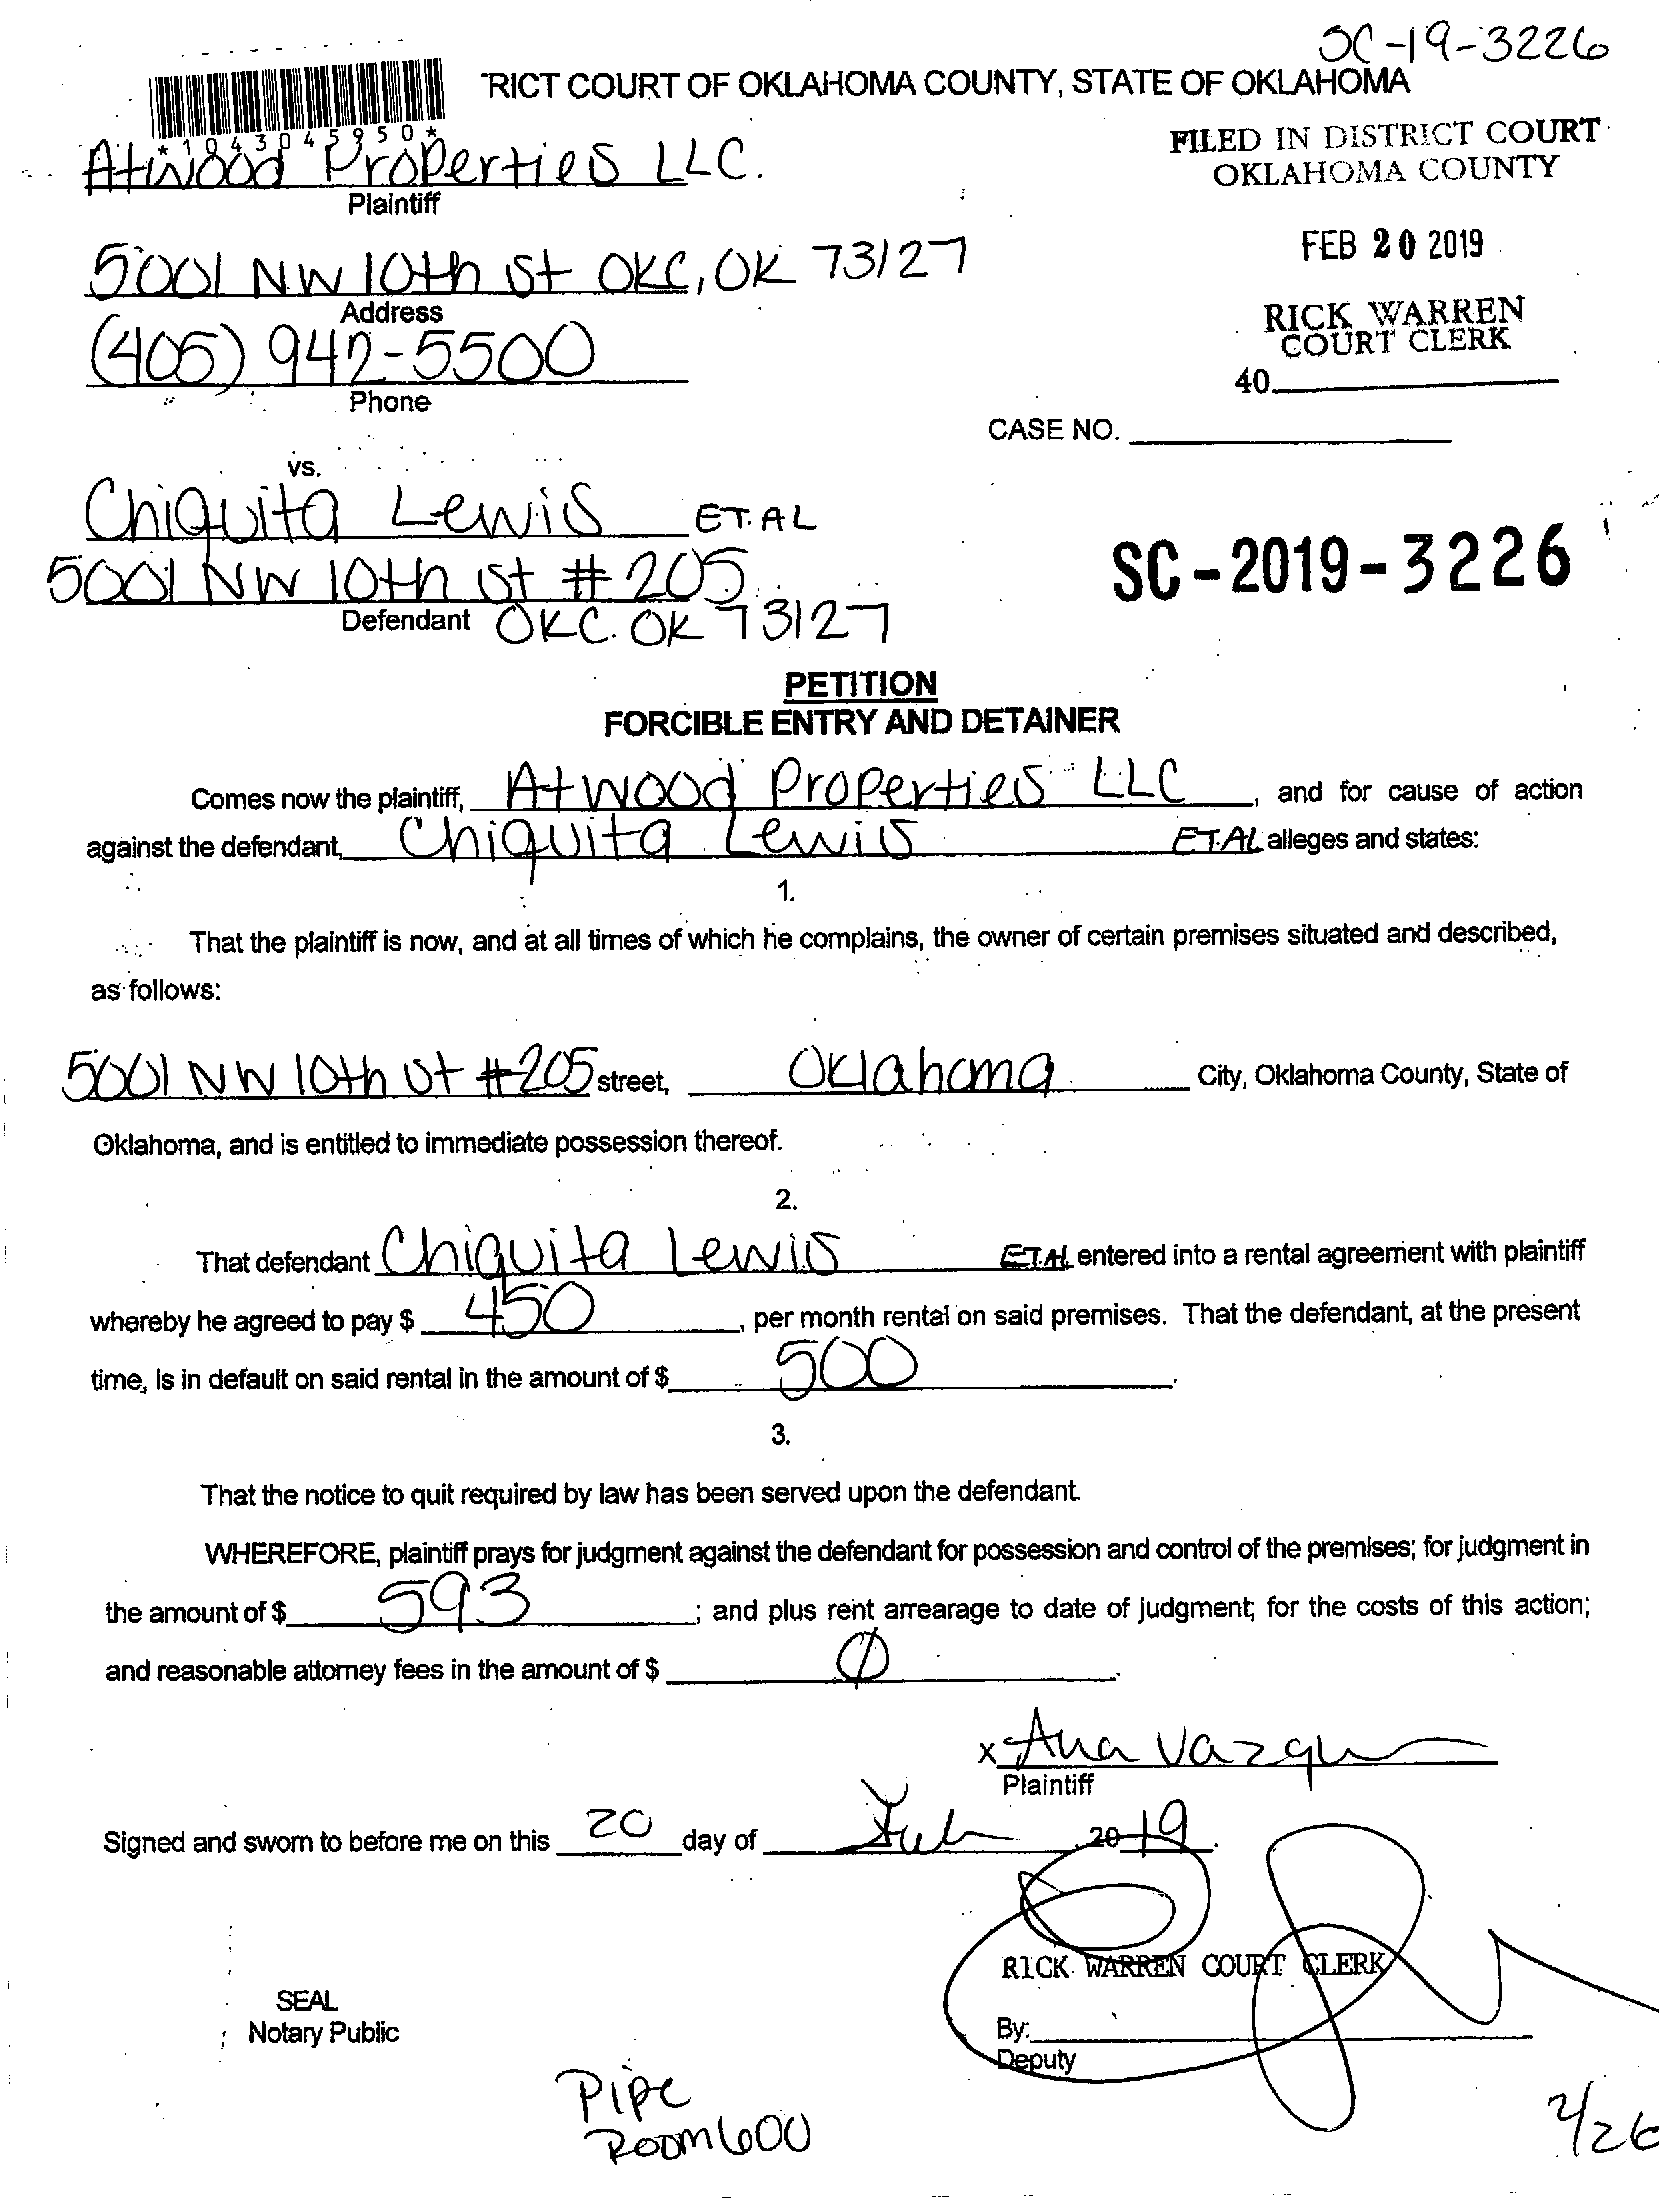 SC-19-3226
TRICT COURT OF OKLAHOMA COUNTY, STATE OF OKLAHOMA
*1043045950*
Atwood Properties LLC.
Plaintiff
FILED IN DISTRICT COURT
OKLAHOMA COUNTY
5001 NW 10th St OKC, OK 73127
Address
FEB 20 2019
(405) 942-5500
Phone
RICK WARREN
COURT CLERK
40
CASE NO.
vs.
Chiquita Lewis ET.AL
5001 NW 10th St # 205
Defendant OKC. OK 73127
SC-2019-3226
PETITION
FORCIBLE ENTRY AND DETAINER
Comes now the plaintiff, Atwood Properties LLC, and for cause of action
against the defendant, Chiquita Lewis ET.AL alleges and states:
1.
That the plaintiff is now, and at all times of which he complains, the owner of certain premises situated and described,
as follows:
5001 NW 10th St #205 street, Oklahoma City, Oklahoma County, State of
Oklahoma, and is entitled to immediate possession thereof.
2.
That defendant Chiquita Lewis ET.AL entered into a rental agreement with plaintiff
whereby he agreed to pay $ 450, per month rental on said premises. That the defendant, at the present
time, is in default on said rental in the amount of $ 500.
3.
That the notice to quit required by law has been served upon the defendant.
WHEREFORE, plaintiff prays for judgment against the defendant for possession and control of the premises; for judgment in
the amount of $ 593; and plus rent arrearage to date of judgment; for the costs of this action;
and reasonable attorney fees in the amount of $ 0.
x Ana Vazqu
Plaintiff
Signed and sworn to before me on this 20 day of Feb, 2019.
RICK WARREN COURT CLERK
SEAL
Notary Public
By:
Deputy
Pipe
Room 600
2/26